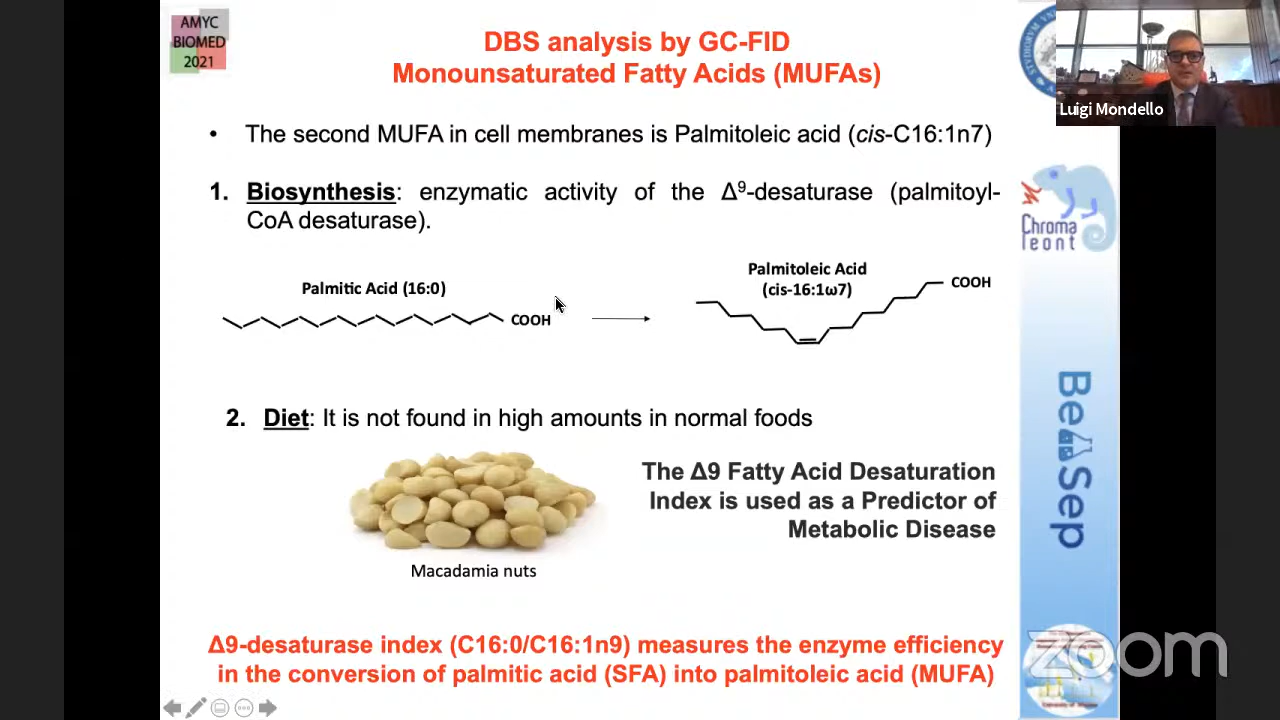 AMYC
BIOMED
2021
DBS analysis by GC-FID
Monounsaturated Fatty Acids (MUFAs)
Luigi Mondello
• The second MUFA in cell membranes is Palmitoleic acid (cis-C16:1n7)
1. Biosynthesis: enzymatic activity of the Δ⁹-desaturase (palmitoyl-
CoA desaturase).
Chroma
leont
Palmitic Acid (16:0)
COOH
Palmitoleic Acid
(cis-16:1ω7)
COOH
2. Diet: It is not found in high amounts in normal foods
The Δ9 Fatty Acid Desaturation
Index is used as a Predictor of
Metabolic Disease
Macadamia nuts
BeSep
Δ9-desaturase index (C16:0/C16:1n9) measures the enzyme efficiency
in the conversion of palmitic acid (SFA) into palmitoleic acid (MUFA)
zoom